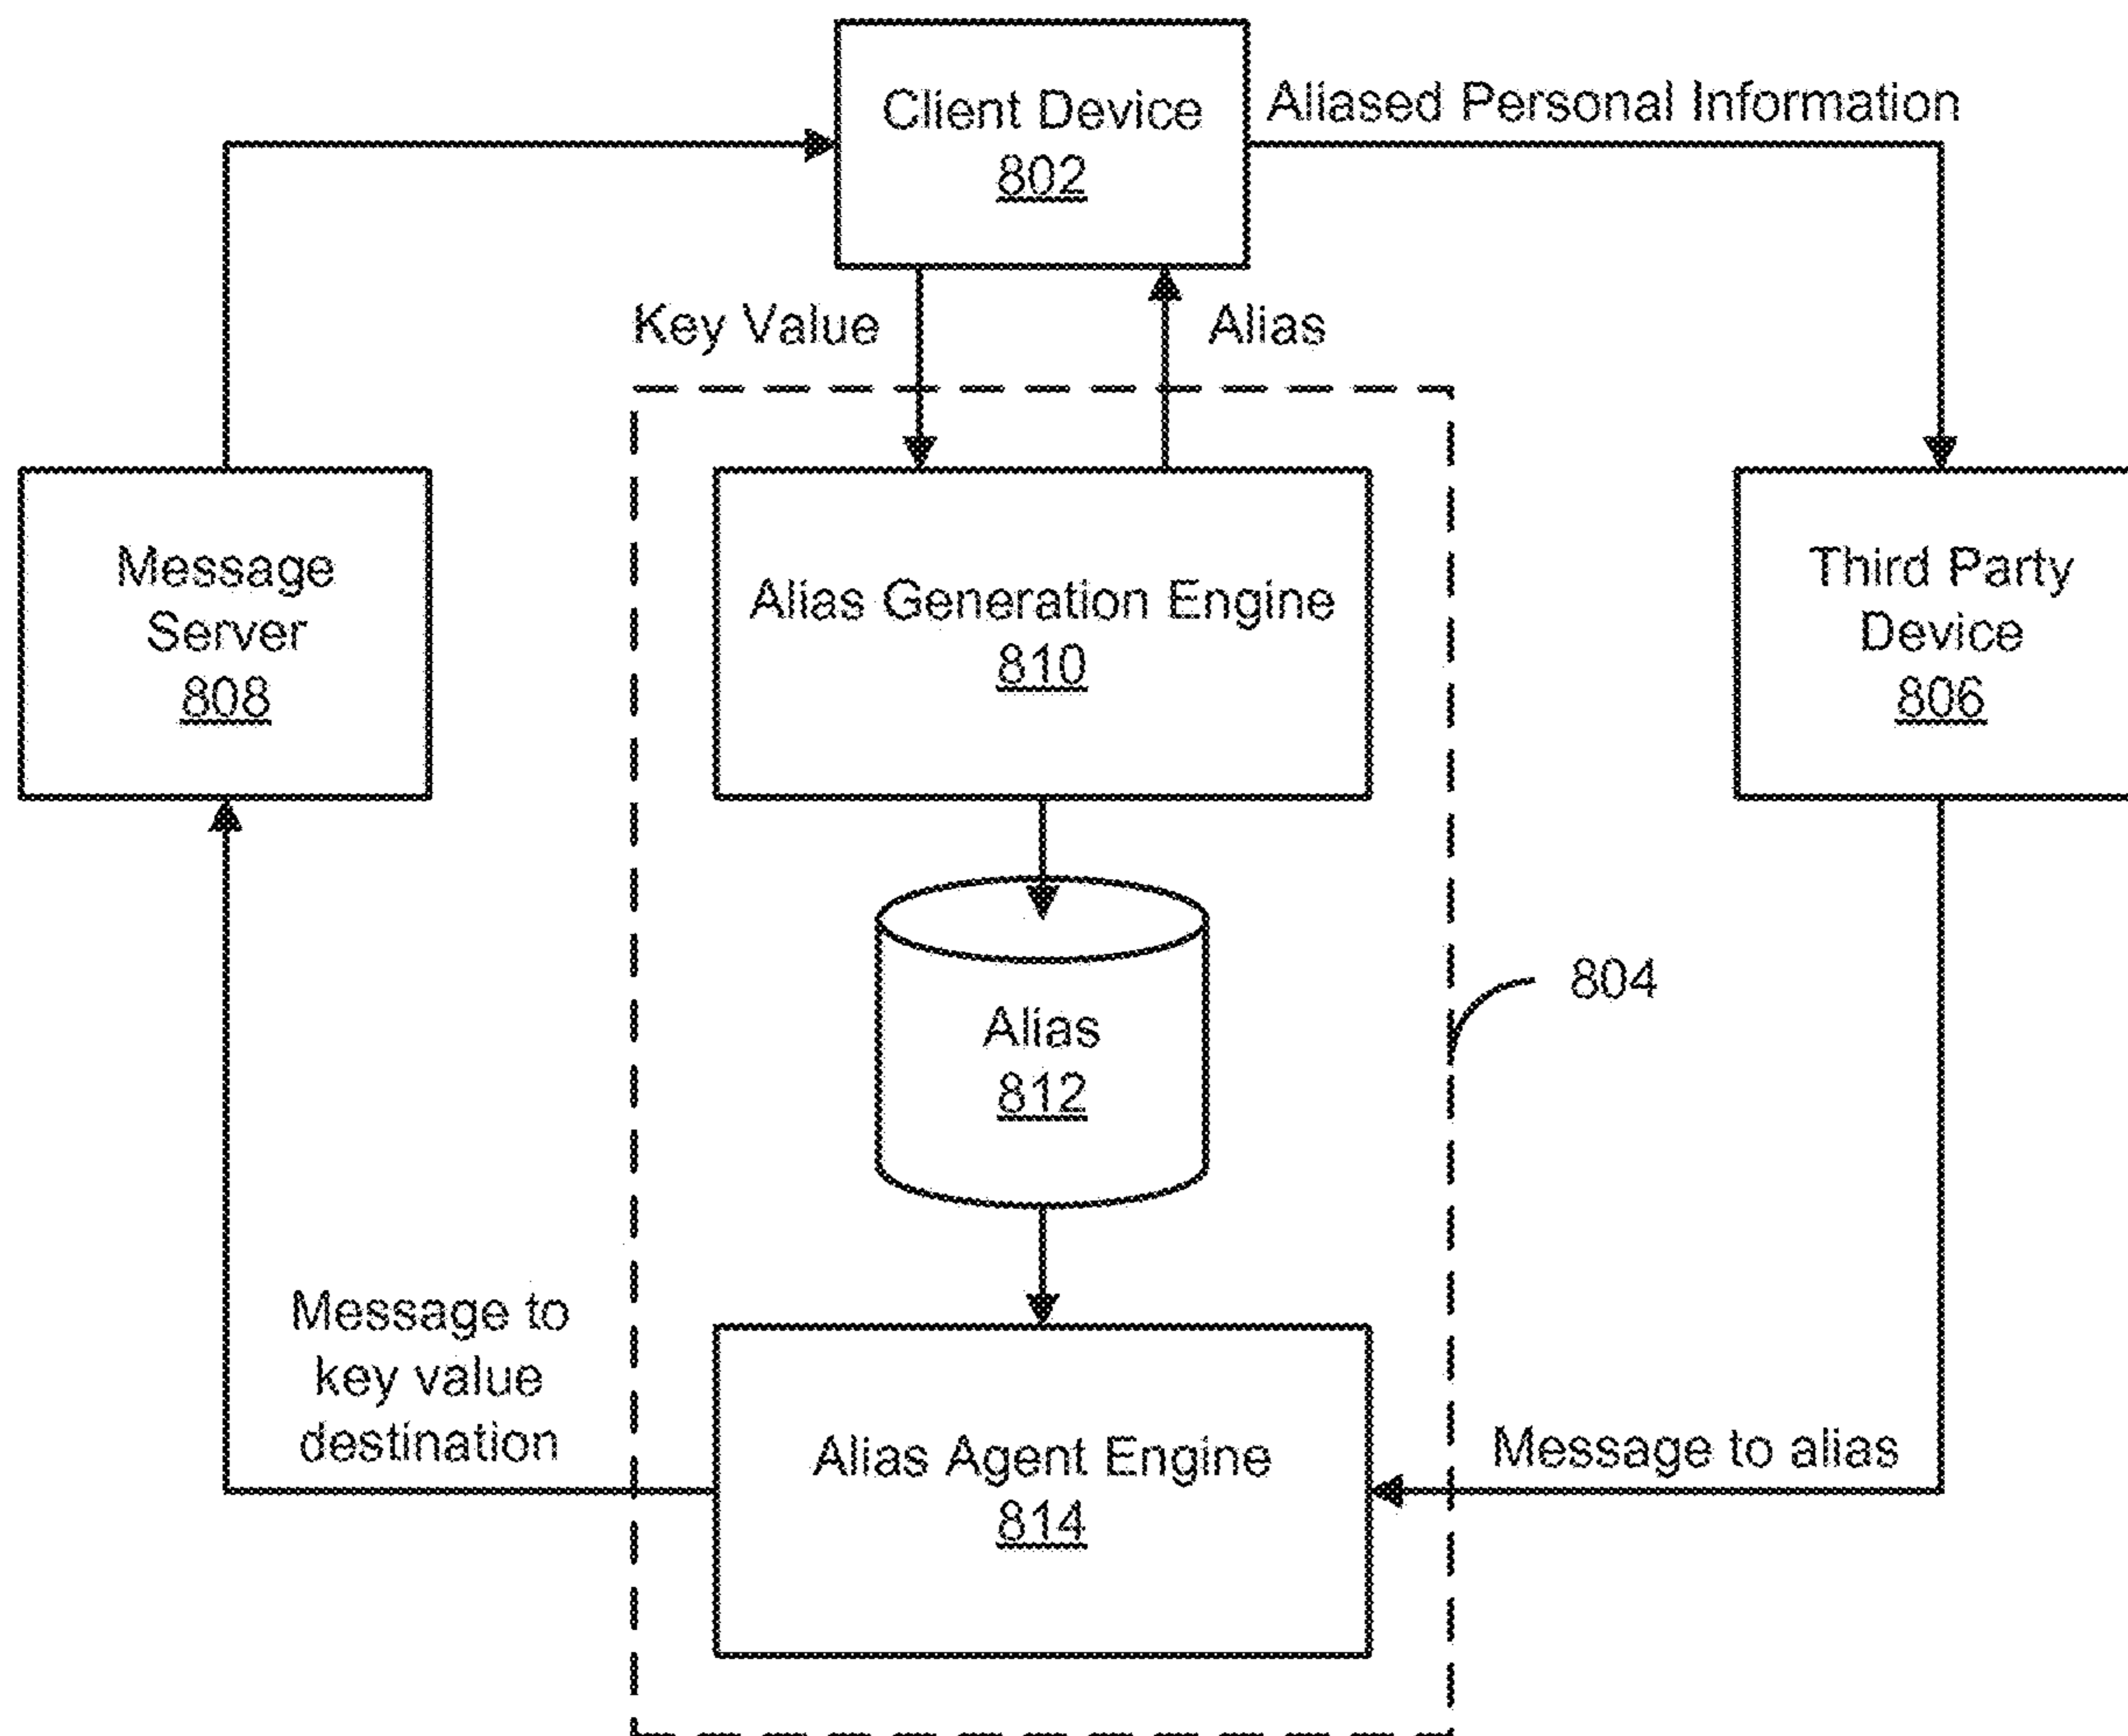 Client Device
802
Aliased Personal Information
Key Value
Alias
Message
Server
808
Alias Generation Engine
810
Third Party
Device
806
Alias
812
804
Message to
key value
destination
Alias Agent Engine
814
Message to alias